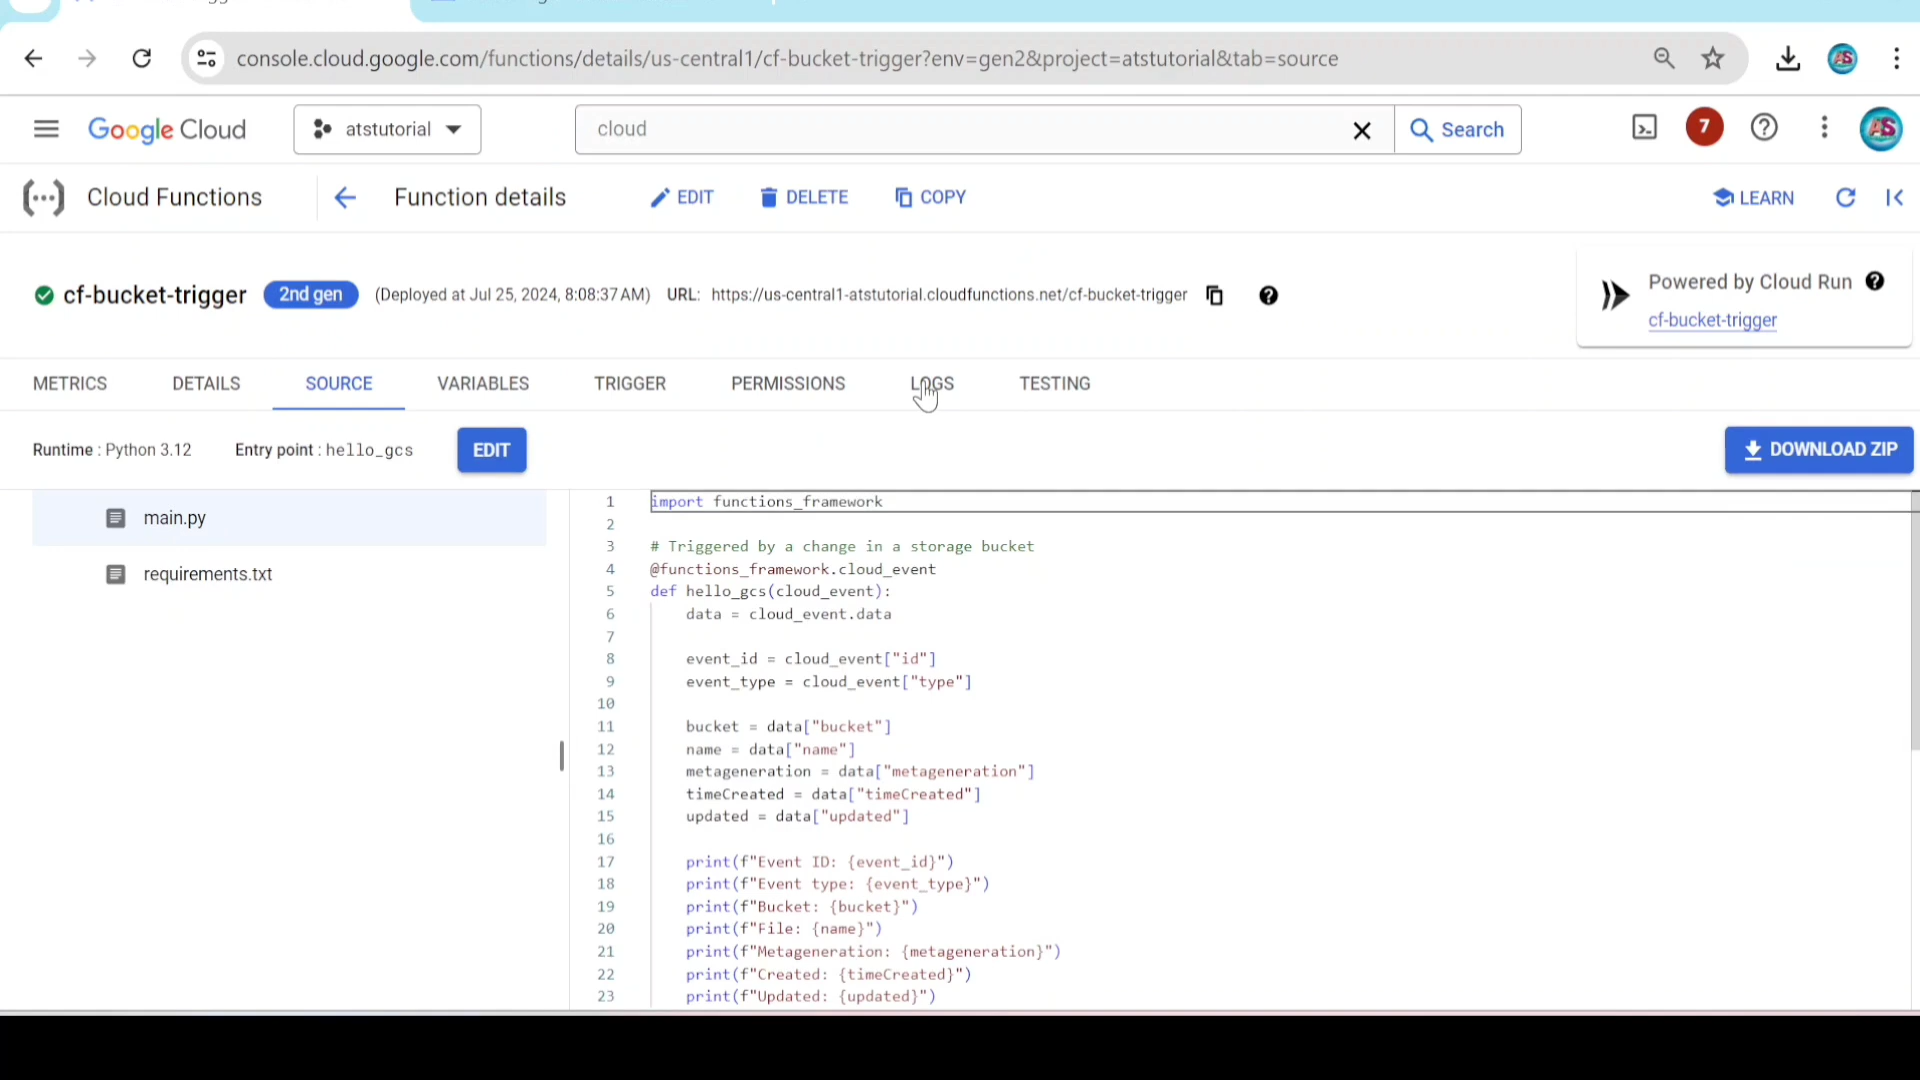 console.cloud.google.com/functions/details/us-central1/cf-bucket-trigger?env=gen2&project=atstutorial&tab=source
AS
Google Cloud
atstutorial
cloud
Search
7
AS
Cloud Functions
Function details
EDIT
DELETE
COPY
LEARN
cf-bucket-trigger
2nd gen
(Deployed at Jul 25, 2024, 8:08:37 AM)
URL: https://us-central1-atstutorial.cloudfunctions.net/cf-bucket-trigger
Powered by Cloud Run
cf-bucket-trigger
METRICS
DETAILS
SOURCE
VARIABLES
TRIGGER
PERMISSIONS
LOGS
TESTING
Runtime : Python 3.12
Entry point : hello_gcs
EDIT
DOWNLOAD ZIP
main.py
requirements.txt
1 import functions_framework
2
3 # Triggered by a change in a storage bucket
4 @functions_framework.cloud_event
5 def hello_gcs(cloud_event):
6 data = cloud_event.data
7
8 event_id = cloud_event["id"]
9 event_type = cloud_event["type"]
10
11 bucket = data["bucket"]
12 name = data["name"]
13 metageneration = data["metageneration"]
14 timeCreated = data["timeCreated"]
15 updated = data["updated"]
16
17 print(f"Event ID: {event_id}")
18 print(f"Event type: {event_type}")
19 print(f"Bucket: {bucket}")
20 print(f"File: {name}")
21 print(f"Metageneration: {metageneration}")
22 print(f"Created: {timeCreated}")
23 print(f"Updated: {updated}")